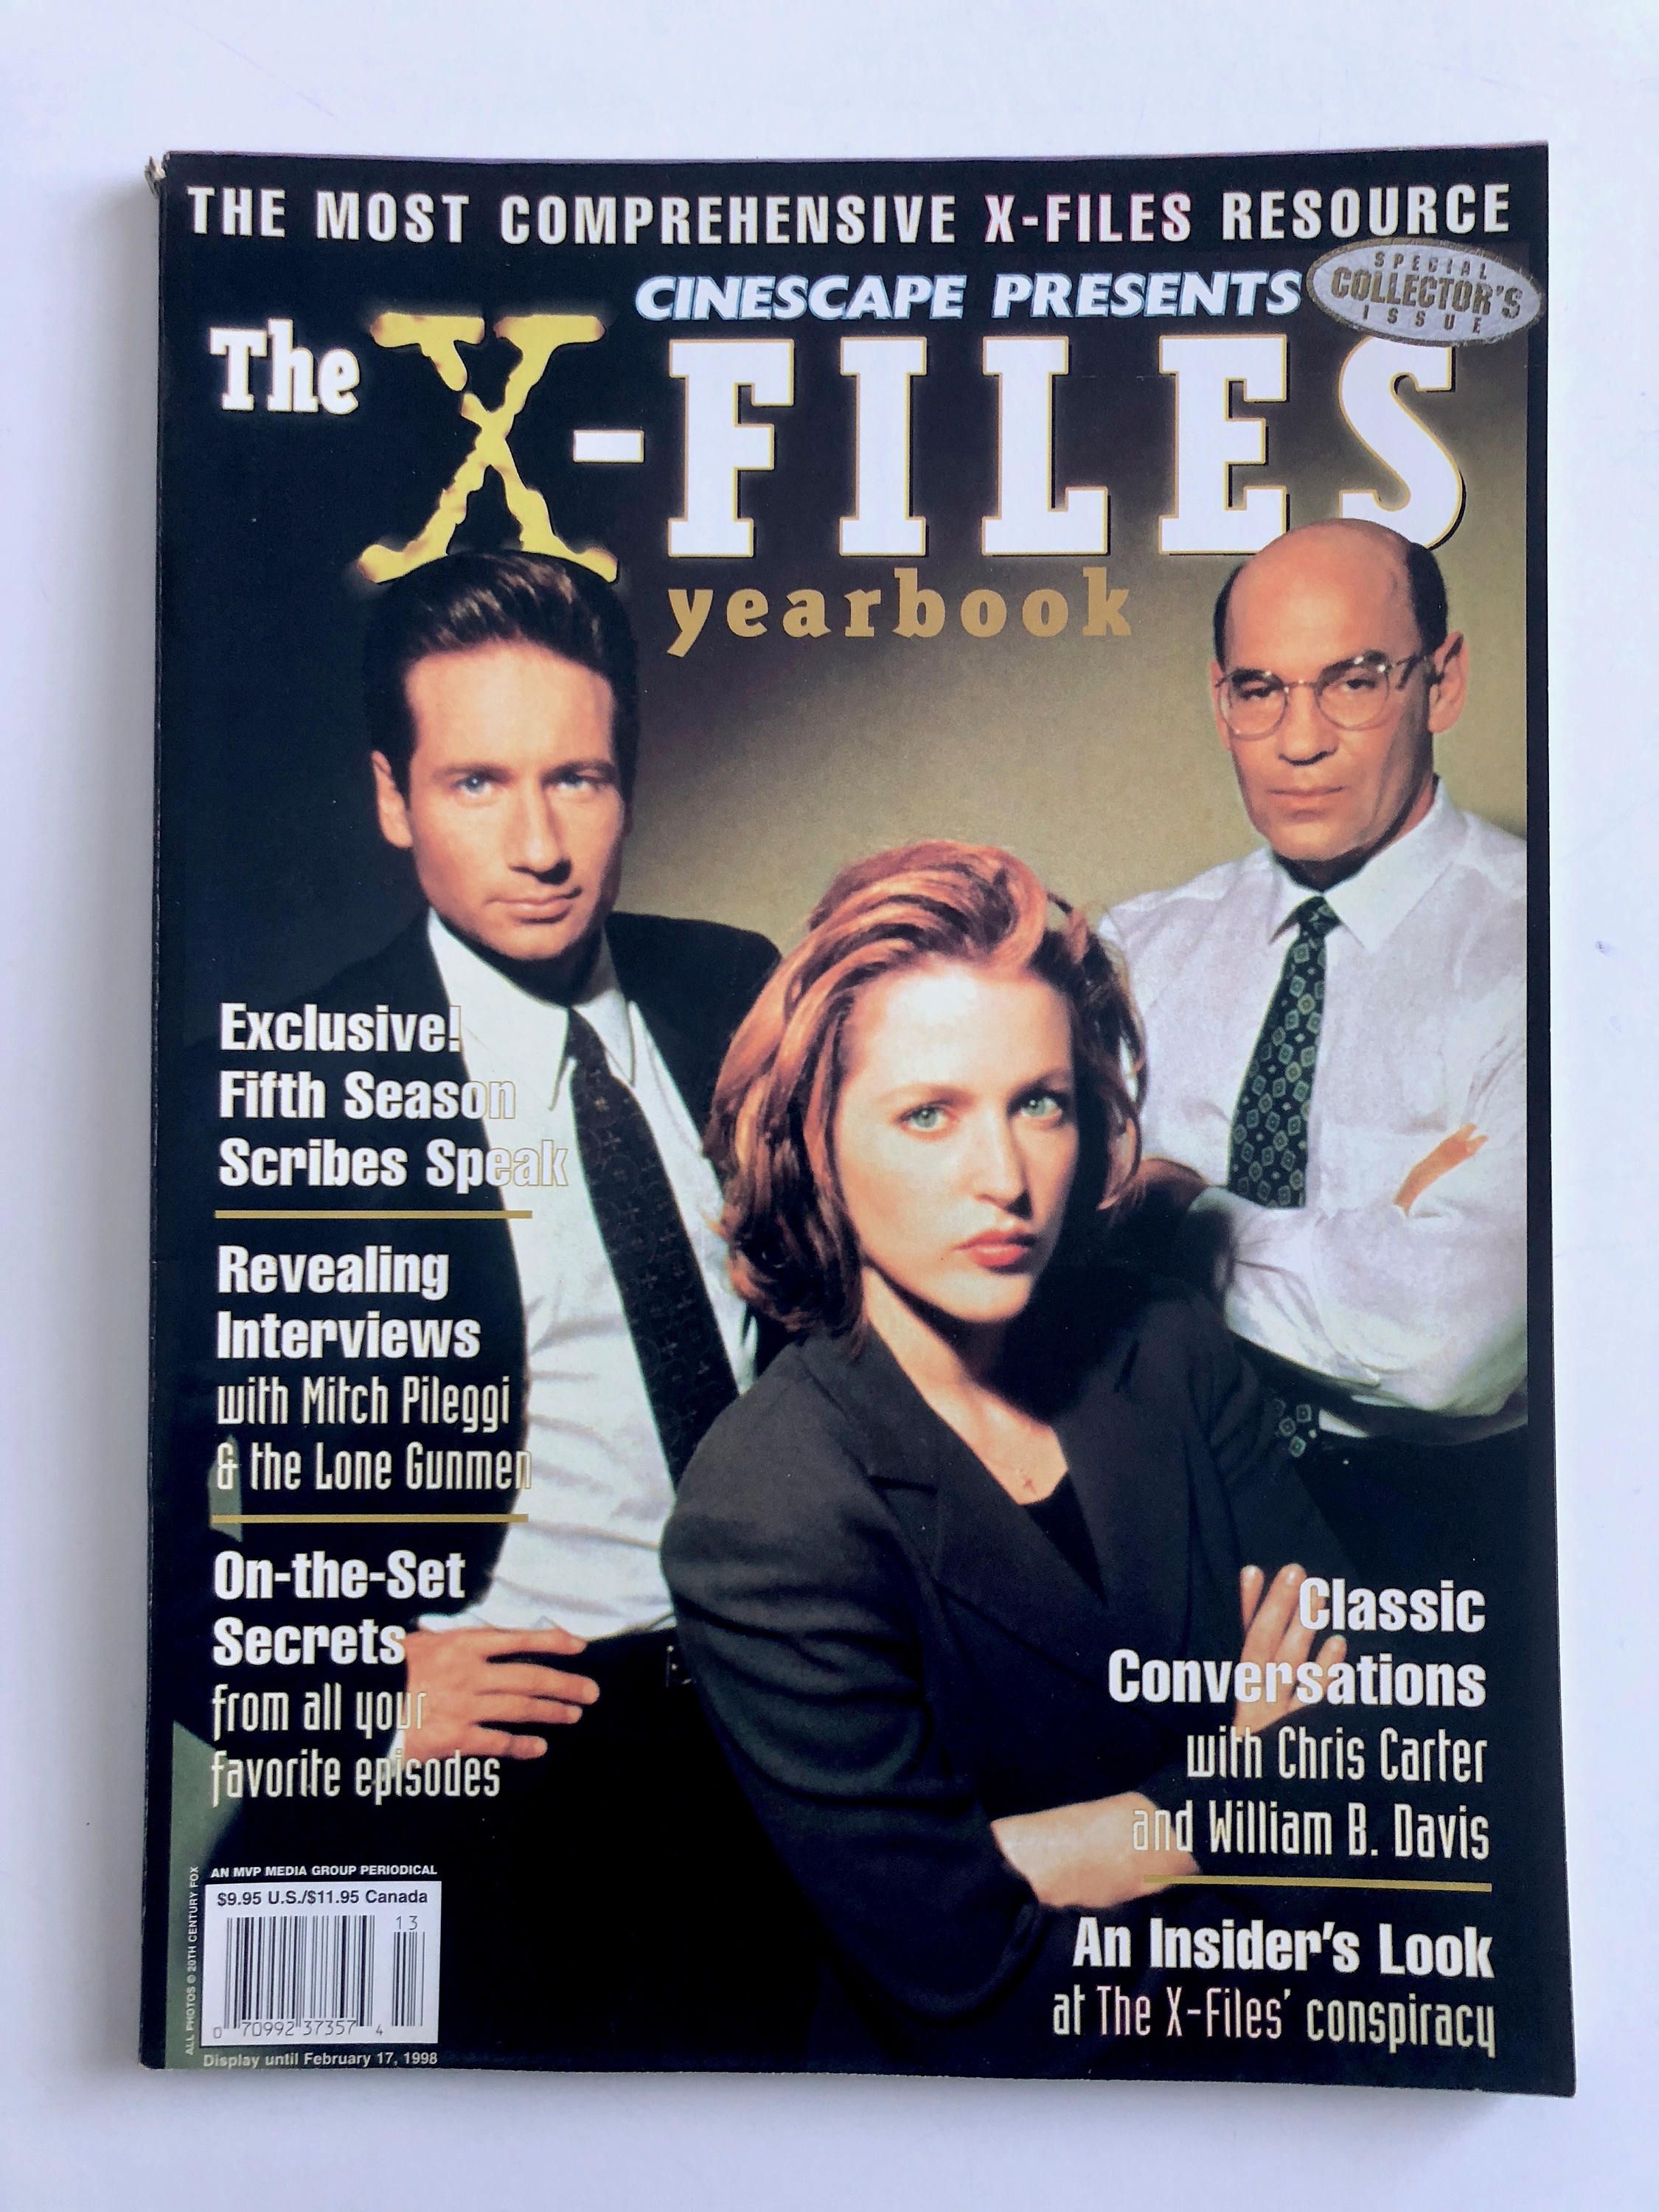 THE MOST COMPREHENSIVE X-FILES RESOURCE
CINESCAPE PRESENTS
SPECIAL
COLLECTOR'S
ISSUE
The X-FILES
yearbook
Exclusive!
Fifth Season
Scribes Speak
Revealing
Interviews
with Mitch Pileggi
& the Lone Gunmen
On-the-Set
Secrets
from all your
favorite episodes
Classic
Conversations
with Chris Carter
and William B. Davis
An Insider's Look
at The X-Files' conspiracy
AN MVP MEDIA GROUP PERIODICAL
$9.95 U.S./$11.95 Canada
13
0 70992 37357 4
Display until February 17, 1998
ALL PHOTOS © 20TH CENTURY FOX